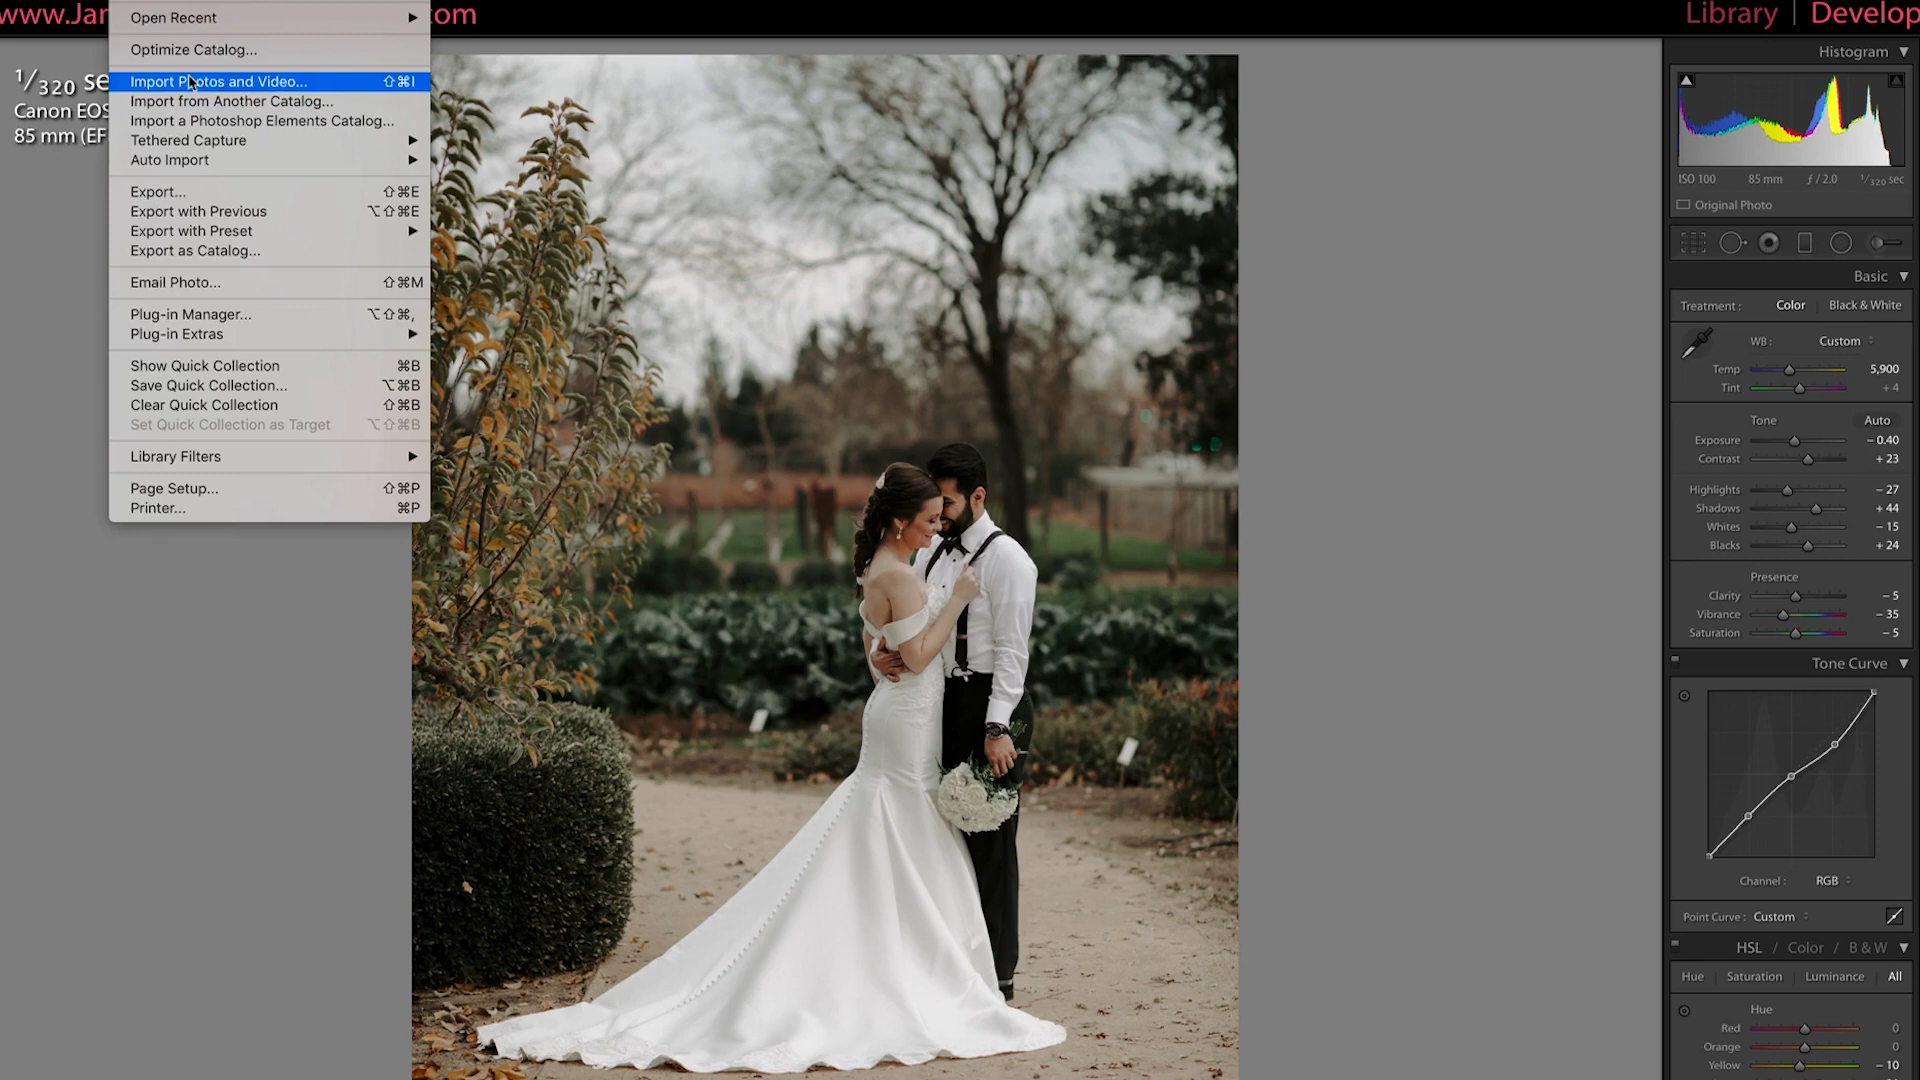 www.Jar
om
Library | Develop
1/320 se
Canon EOS
85 mm (EF
Open Recent
Optimize Catalog...
Import Photos and Video... ⇧⌘I
Import from Another Catalog...
Import a Photoshop Elements Catalog...
Tethered Capture
Auto Import
Export... ⇧⌘E
Export with Previous ⌥⇧⌘E
Export with Preset
Export as Catalog...
Email Photo... ⇧⌘M
Plug-in Manager... ⌥⇧⌘,
Plug-in Extras
Show Quick Collection ⌘B
Save Quick Collection... ⌥⌘B
Clear Quick Collection ⇧⌘B
Set Quick Collection as Target ⌥⇧⌘B
Library Filters
Page Setup... ⇧⌘P
Printer... ⌘P
Histogram
ISO 100 85 mm ƒ / 2.0 1/320 sec
Original Photo
Basic
Treatment : Color Black & White
WB : Custom
Temp 5,900
Tint + 4
Tone Auto
Exposure − 0.40
Contrast + 23
Highlights − 27
Shadows + 44
Whites − 15
Blacks + 24
Presence
Clarity − 5
Vibrance − 35
Saturation − 5
Tone Curve
Channel : RGB
Point Curve : Custom
HSL / Color / B & W
Hue Saturation Luminance All
Hue
Red 0
Orange 0
Yellow − 10